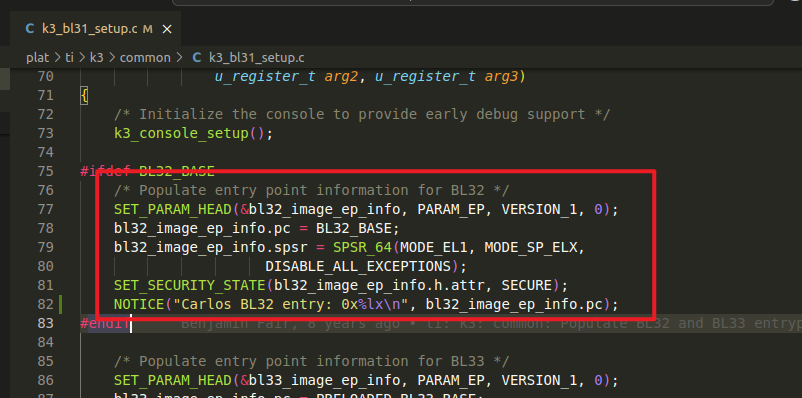 k3_bl31_setup.c M ×
plat > ti > k3 > common > k3_bl31_setup.c
70 u_register_t arg2, u_register_t arg3)
71 {
72 /* Initialize the console to provide early debug support */
73 k3_console_setup();
74
75 #ifdef BL32_BASE
76 /* Populate entry point information for BL32 */
77 SET_PARAM_HEAD(&bl32_image_ep_info, PARAM_EP, VERSION_1, 0);
78 bl32_image_ep_info.pc = BL32_BASE;
79 bl32_image_ep_info.spsr = SPSR_64(MODE_EL1, MODE_SP_ELX,
80 DISABLE_ALL_EXCEPTIONS);
81 SET_SECURITY_STATE(bl32_image_ep_info.h.attr, SECURE);
82 NOTICE("Carlos BL32 entry: 0x%lx\n", bl32_image_ep_info.pc);
83 #endif Benjamin Fair, 8 years ago • ti: k3: common: Populate BL32 and BL33 entryp
84
85 /* Populate entry point information for BL33 */
86 SET_PARAM_HEAD(&bl33_image_ep_info, PARAM_EP, VERSION_1, 0);
87 bl33_image_ep_info.pc = PRELOADED_BL33_BASE;